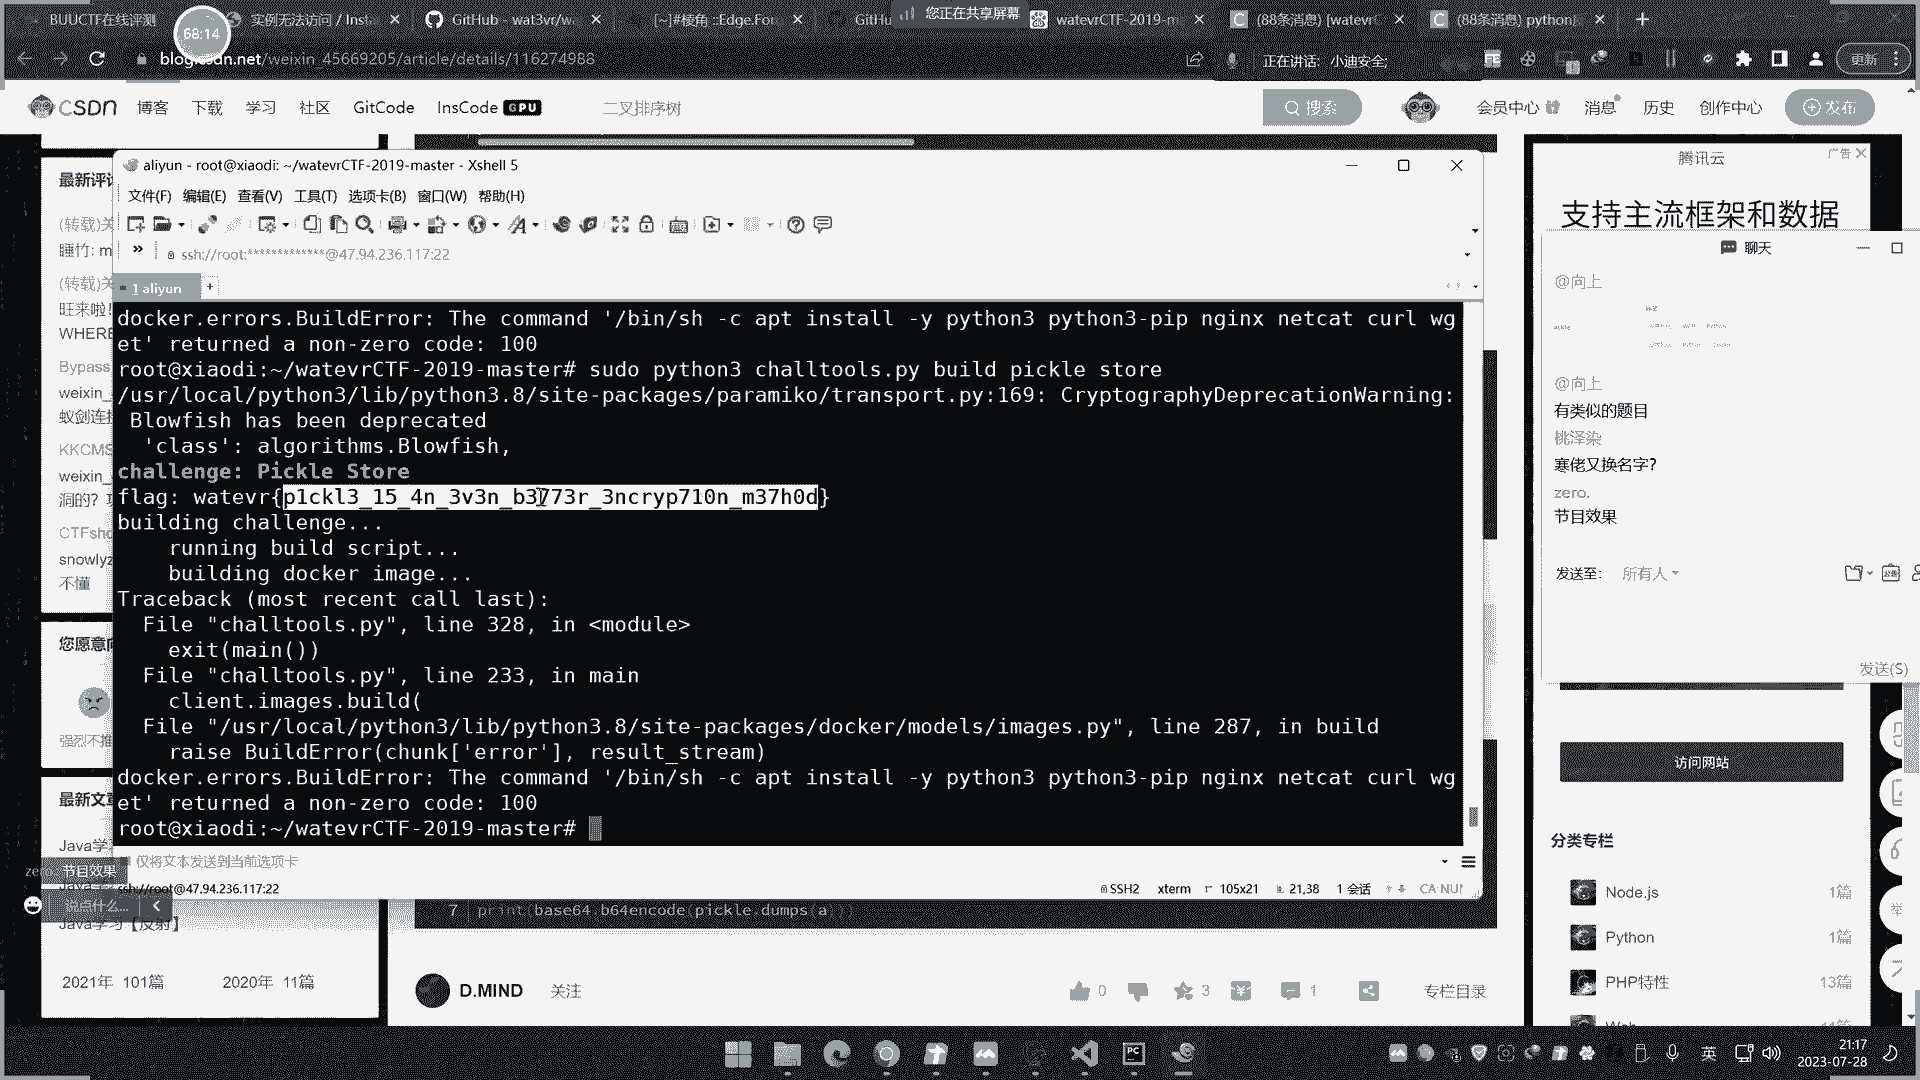 BUUCTF在线评测
实例无法访问 / Insta
GitHub - wat3vr/wa
[~]#棱角 ::Edge.For
GitHu
您正在共享屏幕
watevrCTF-2019-m
(88条消息) [watevrC
(88条消息) python
68:14
blog.csdn.net/weixin_45669205/article/details/116274988
正在讲话: 小迪安全;
更新
CSDN 博客 下载 学习 社区 GitCode InsCode GPU 二叉排序树 搜索 会员中心 消息 历史 创作中心 发布
最新评论
(转载)关
睡竹: m
(转载)关
旺来啦!
WHERE
Bypass
weixin_
蚁剑连接
KKCMS
weixin_
洞的?
CTFsho
snowlyz
不懂
您愿意向
强烈不推
最新文章
Java学
Java学习【反射】
2021年 101篇 2020年 11篇
aliyun - root@xiaodi: ~/watevrCTF-2019-master - Xshell 5
文件(F) 编辑(E) 查看(V) 工具(T) 选项卡(B) 窗口(W) 帮助(H)
ssh://root:*************@47.94.236.117:22
1 aliyun
docker.errors.BuildError: The command '/bin/sh -c apt install -y python3 python3-pip nginx netcat curl wg
et' returned a non-zero code: 100
root@xiaodi:~/watevrCTF-2019-master# sudo python3 challtools.py build pickle store
/usr/local/python3/lib/python3.8/site-packages/paramiko/transport.py:169: CryptographyDeprecationWarning:
Blowfish has been deprecated
'class': algorithms.Blowfish,
challenge: Pickle Store
flag: watevr{p1ckl3_15_4n_3v3n_b3773r_3ncryp710n_m37h0d}
building challenge...
running build script...
building docker image...
Traceback (most recent call last):
File "challtools.py", line 328, in <module>
exit(main())
File "challtools.py", line 233, in main
client.images.build(
File "/usr/local/python3/lib/python3.8/site-packages/docker/models/images.py", line 287, in build
raise BuildError(chunk['error'], result_stream)
docker.errors.BuildError: The command '/bin/sh -c apt install -y python3 python3-pip nginx netcat curl wg
et' returned a non-zero code: 100
root@xiaodi:~/watevrCTF-2019-master#
仅将文本发送到当前选项卡
ssh://root@47.94.236.117:22 SSH2 xterm 105x21 21,38 1 会话 CAP NUM
zero. 节目效果
说点什么...
7 print(base64.b64encode(pickle.dumps(a)))
D.MIND 关注 0 3 1 专栏目录
腾讯云
广告
支持主流框架和数据
聊天
@向上
@向上
有类似的题目
桃泽染
寒佬又换名字?
zero.
节目效果
发送至: 所有人
发送(S)
访问网站
分类专栏
Node.js 1篇
Python 1篇
PHP特性 13篇
举
英
21:17
2023-07-28